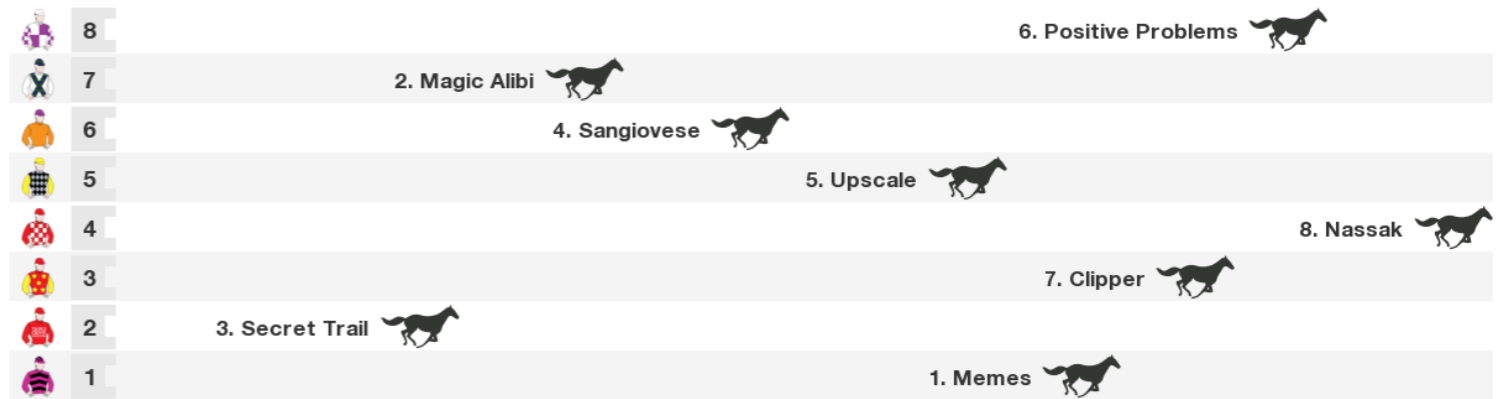 8 6. Positive Problems
7 2. Magic Alibi
6 4. Sangiovese
5 5. Upscale
4 8. Nassak
3 7. Clipper
2 3. Secret Trail
1 1. Memes